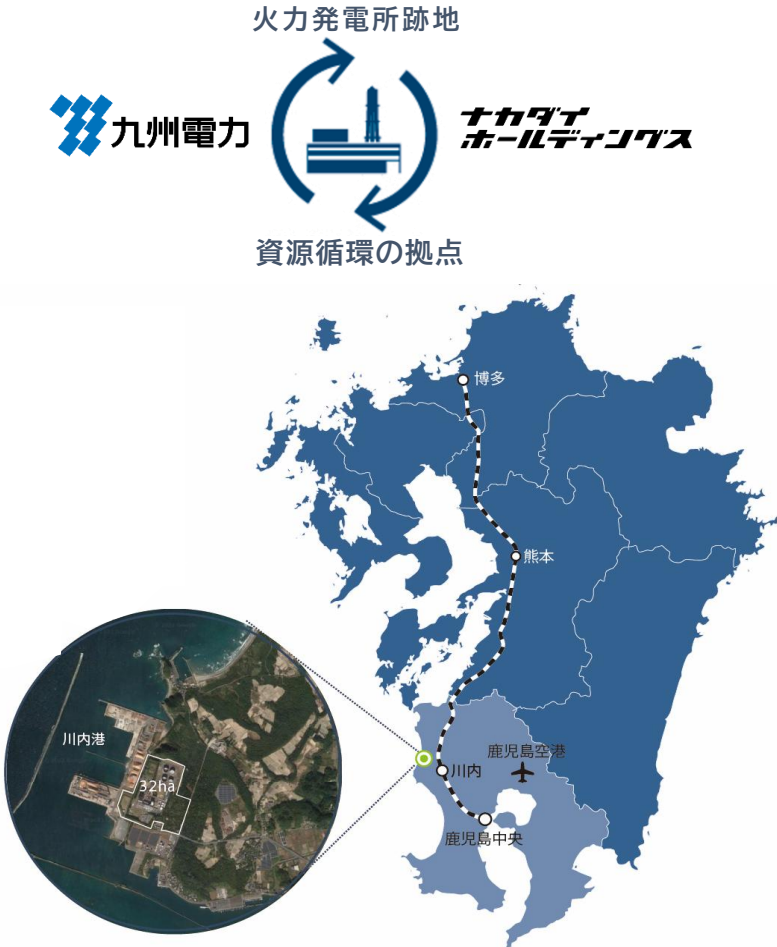 火力発電所跡地
九州電力
ナカダイ
ホールディングス
資源循環の拠点
博多
熊本
川内港
32ha
鹿児島空港
川内
鹿児島中央